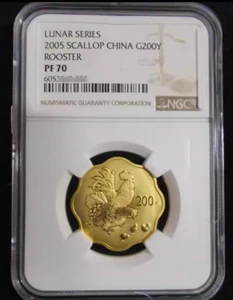 LUNAR SERIES
2005 SCALLOP CHINA G200Y
ROOSTER
PF 70
NUMISMATIC GUARANTY CORPORATION
NGC
200